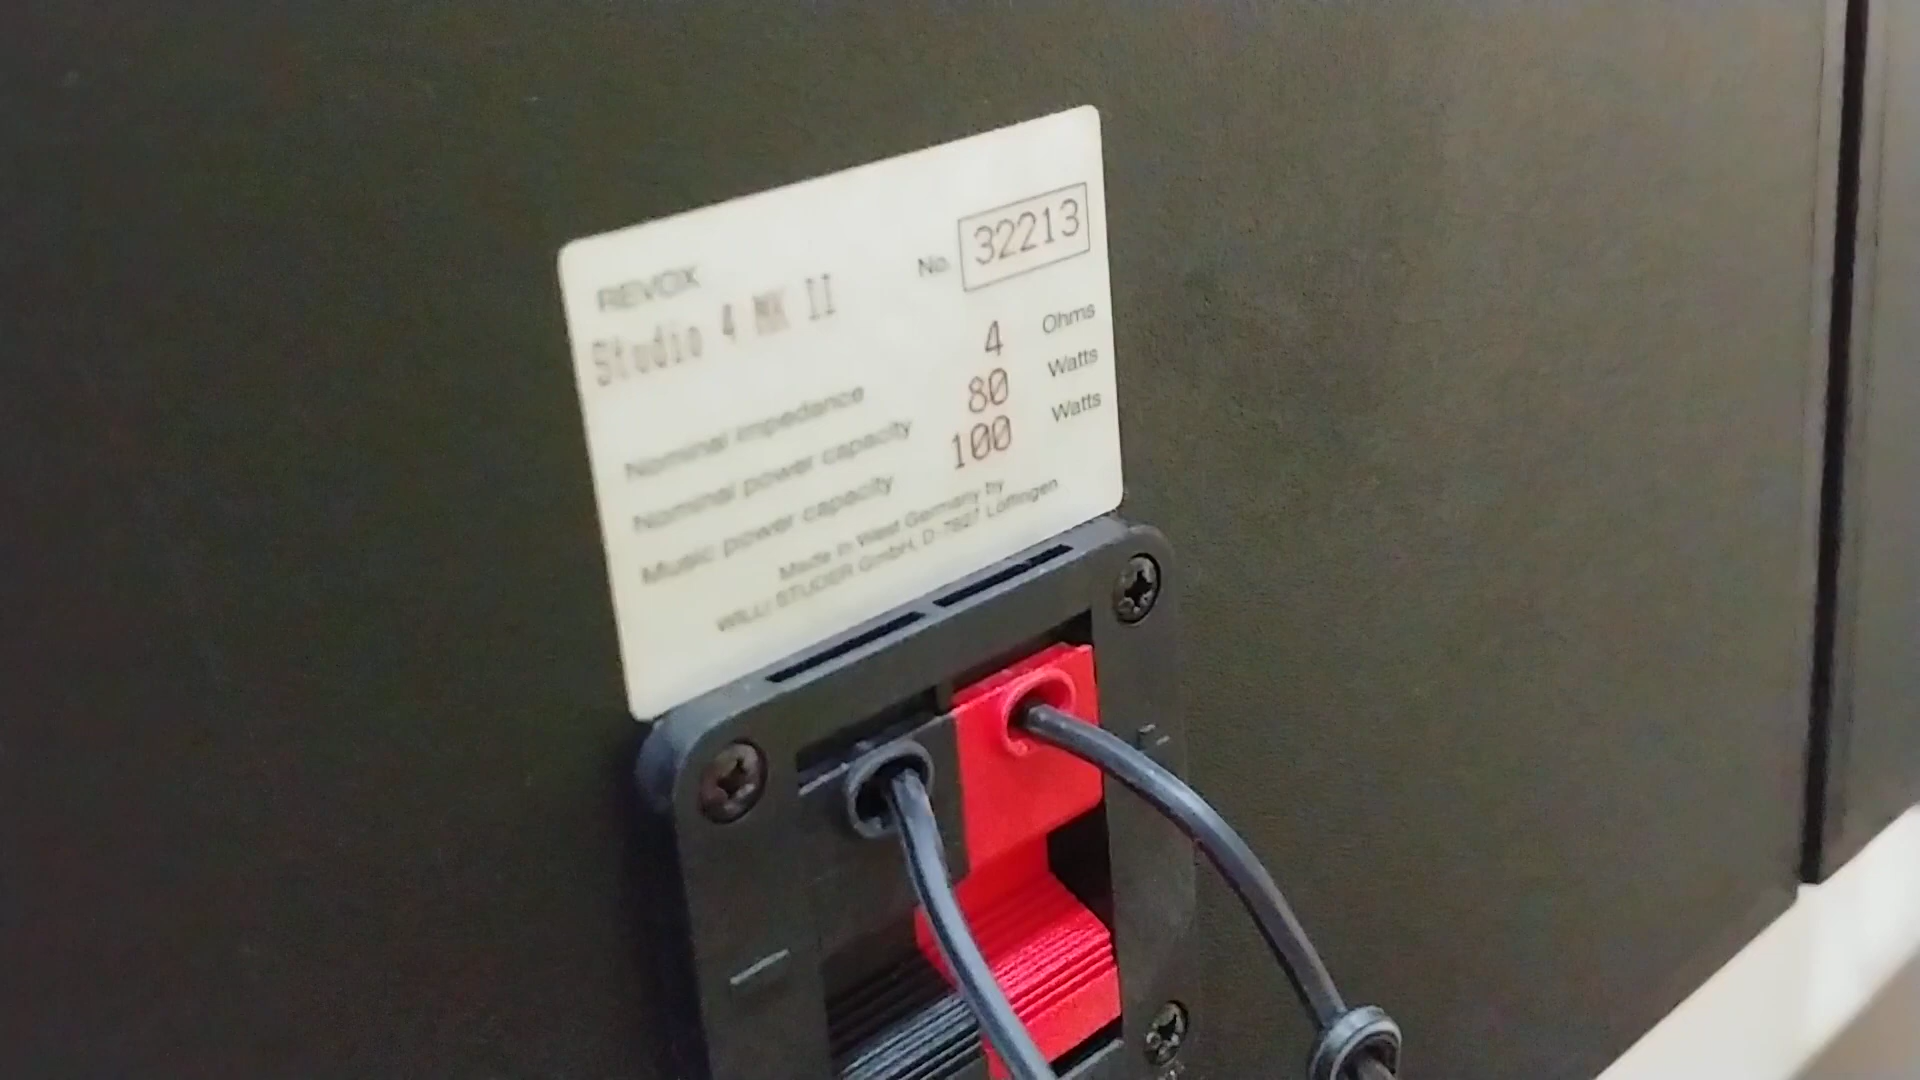 REVOX
No. 32213
Studio 4 MK II
Nominal impedance 4 Ohms
Nominal power capacity 80 Watts
Music power capacity 100 Watts
Made in West Germany by
WILLI STUDER GmbH, D-7827 Löffingen
+
-